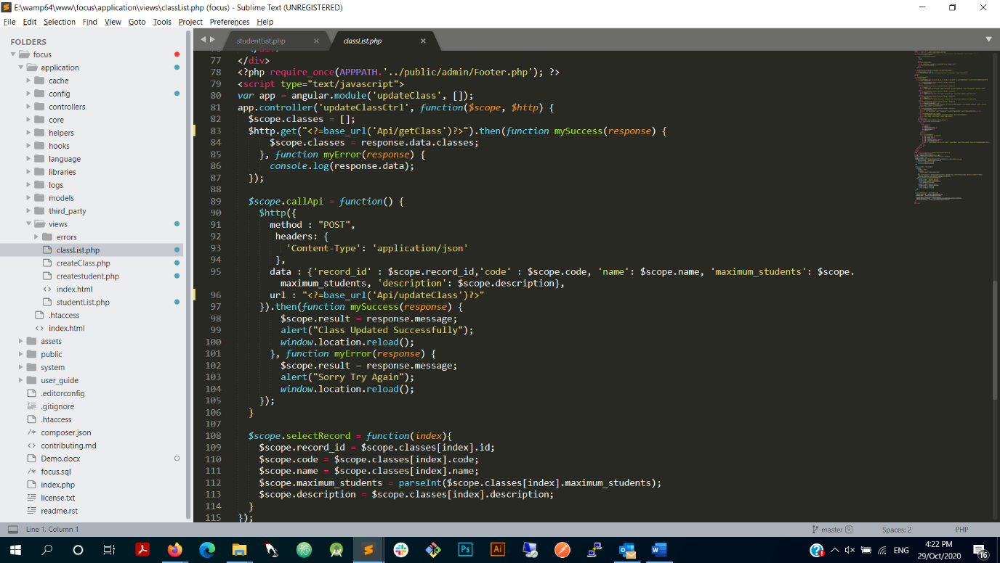 E:\wamp64\www\focus\application\views\classList.php (focus) - Sublime Text (UNREGISTERED)
File Edit Selection Find View Goto Tools Project Preferences Help
FOLDERS
focus
application
cache
config
controllers
core
helpers
hooks
language
libraries
logs
models
third_party
views
errors
classList.php
createClass.php
createstudent.php
<> index.html
studentList.php
.htaccess
<> index.html
assets
public
system
user_guide
.editorconfig
.gitignore
.htaccess
/* composer.json
<> contributing.md
Demo.docx
/* focus.sql
index.php
license.txt
readme.rst
studentList.php
classList.php
77 </div>
78 <?php require_once(APPPATH.'../public/admin/Footer.php'); ?>
79 <script type="text/javascript">
80 var app = angular.module('updateClass', []);
81 app.controller('updateClassCtrl', function($scope, $http) {
82 $scope.classes = [];
83 $http.get("<?=base_url('Api/getClass')?>").then(function mySuccess(response) {
84 $scope.classes = response.data.classes;
85 }, function myError(response) {
86 console.log(response.data);
87 });
88
89 $scope.callApi = function() {
90 $http({
91 method : "POST",
92 headers: {
93 'Content-Type': 'application/json'
94 },
95 data : {'record_id' : $scope.record_id,'code' : $scope.code, 'name': $scope.name, 'maximum_students': $scope.
maximum_students, 'description': $scope.description},
96 url : "<?=base_url('Api/updateClass')?>"
97 }).then(function mySuccess(response) {
98 $scope.result = response.message;
99 alert("Class Updated Successfully");
100 window.location.reload();
101 }, function myError(response) {
102 $scope.result = response.message;
103 alert("Sorry Try Again");
104 window.location.reload();
105 });
106 }
107
108 $scope.selectRecord = function(index){
109 $scope.record_id = $scope.classes[index].id;
110 $scope.code = $scope.classes[index].code;
111 $scope.name = $scope.classes[index].name;
112 $scope.maximum_students = parseInt($scope.classes[index].maximum_students);
113 $scope.description = $scope.classes[index].description;
114 }
115 });
Line 1, Column 1
master 9
Spaces: 2
PHP
Ps
Ai
ENG
4:22 PM
29/Oct/2020
16